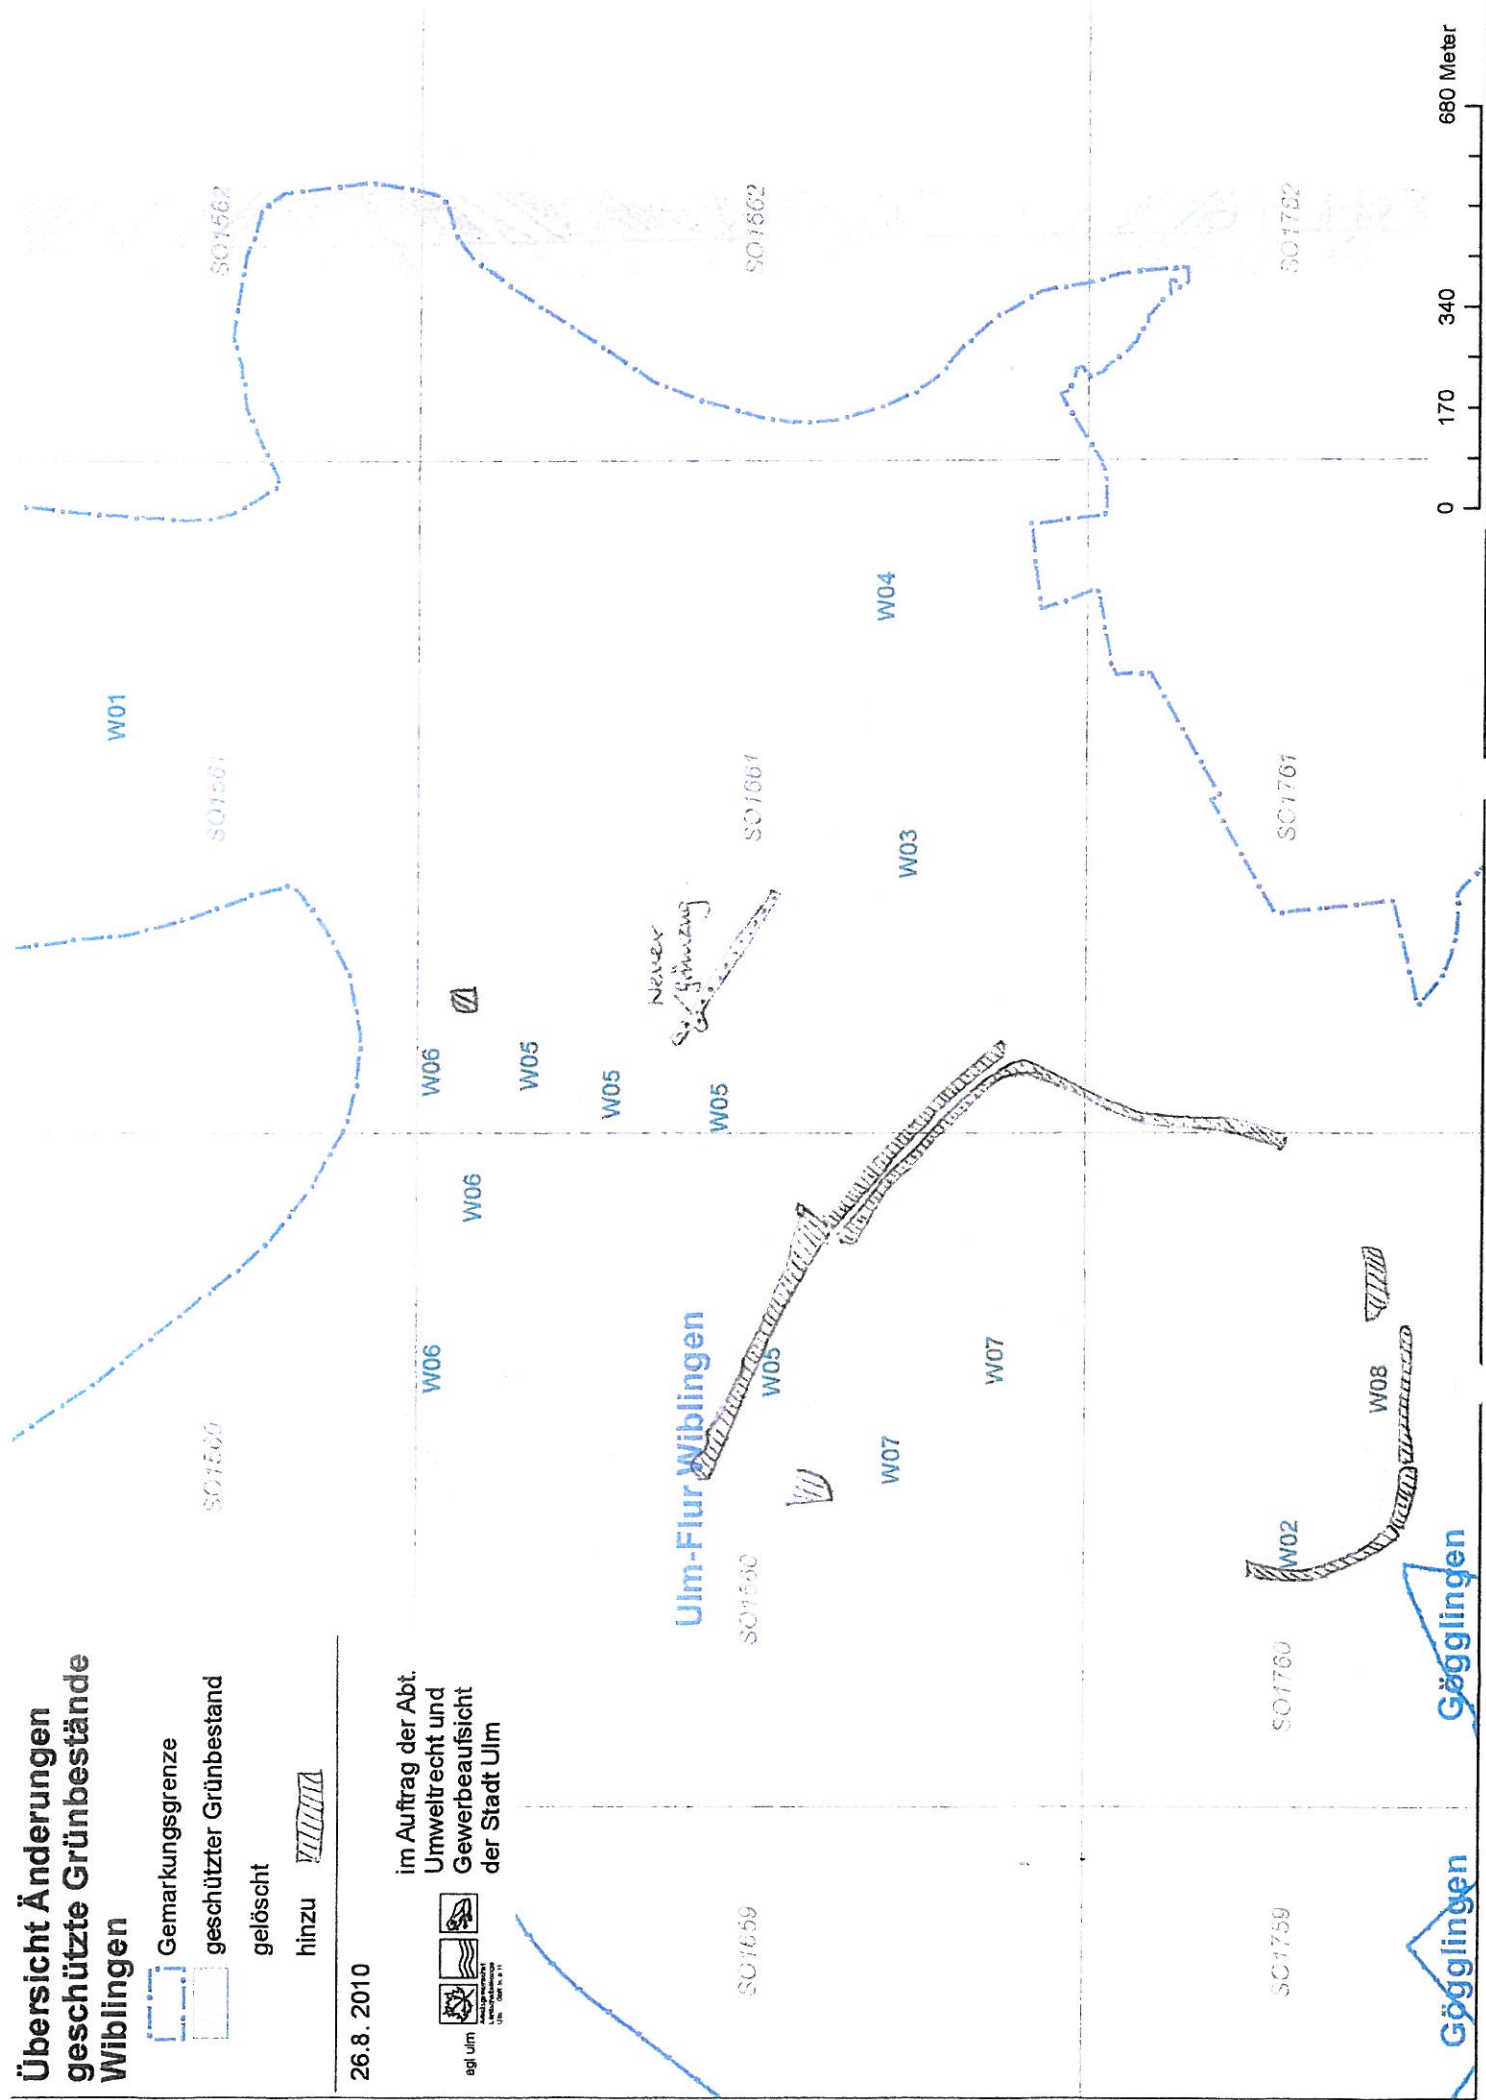 Übersicht Änderungen
geschützte Grünbestände
Wiblingen
Gemarkungsgrenze
geschützter Grünbestand
gelöscht
hinzu
26.8. 2010
agl ulm
im Auftrag der Abt.
Umweltrecht und
Gewerbeaufsicht
der Stadt Ulm
SO1560
SO1561
SO1562
W01
W06
W06
W06
W05
W05
W05
W05
Neuer
Ulm-Flur Wiblingen
SO1659
SO1661
SO1662
W07
W07
W03
W04
SO1759
SO1760
SO1761
SO1762
W02
W08
Gögglingen
Gögglingen
0 170 340 680 Meter